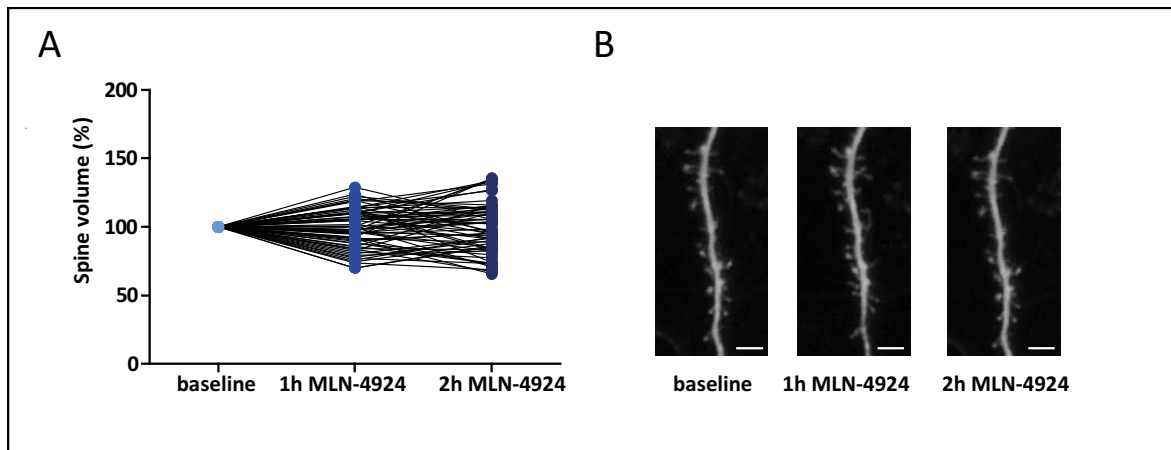 A
B
200
150
100
50
0
Spine volume (%)
baseline
1h MLN-4924
2h MLN-4924
baseline
1h MLN-4924
2h MLN-4924